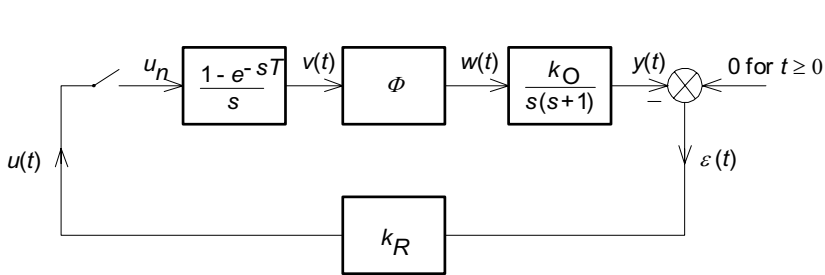 u_n
1 - e^{-sT}
s
v(t)
Φ
w(t)
k_O
s(s+1)
y(t)
−
0 for t ≥ 0
u(t)
ε(t)
k_R